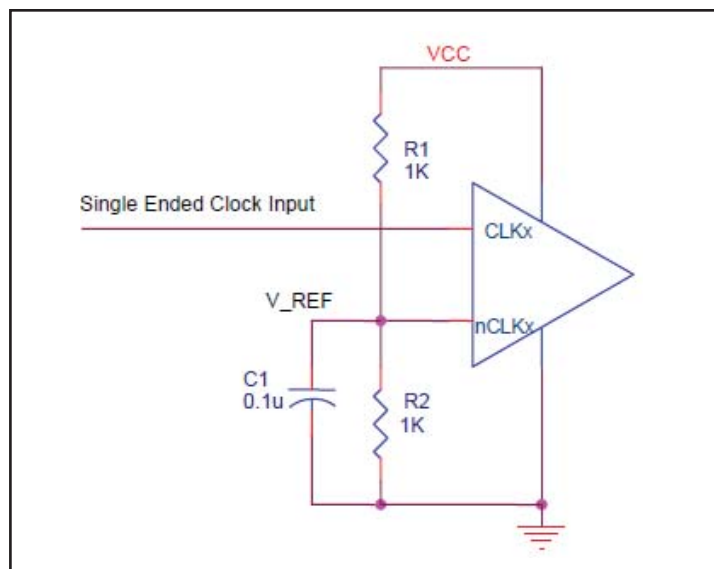 VCC
R1
1K
Single Ended Clock Input
CLKx
V_REF
nCLKx
C1
0.1u
R2
1K